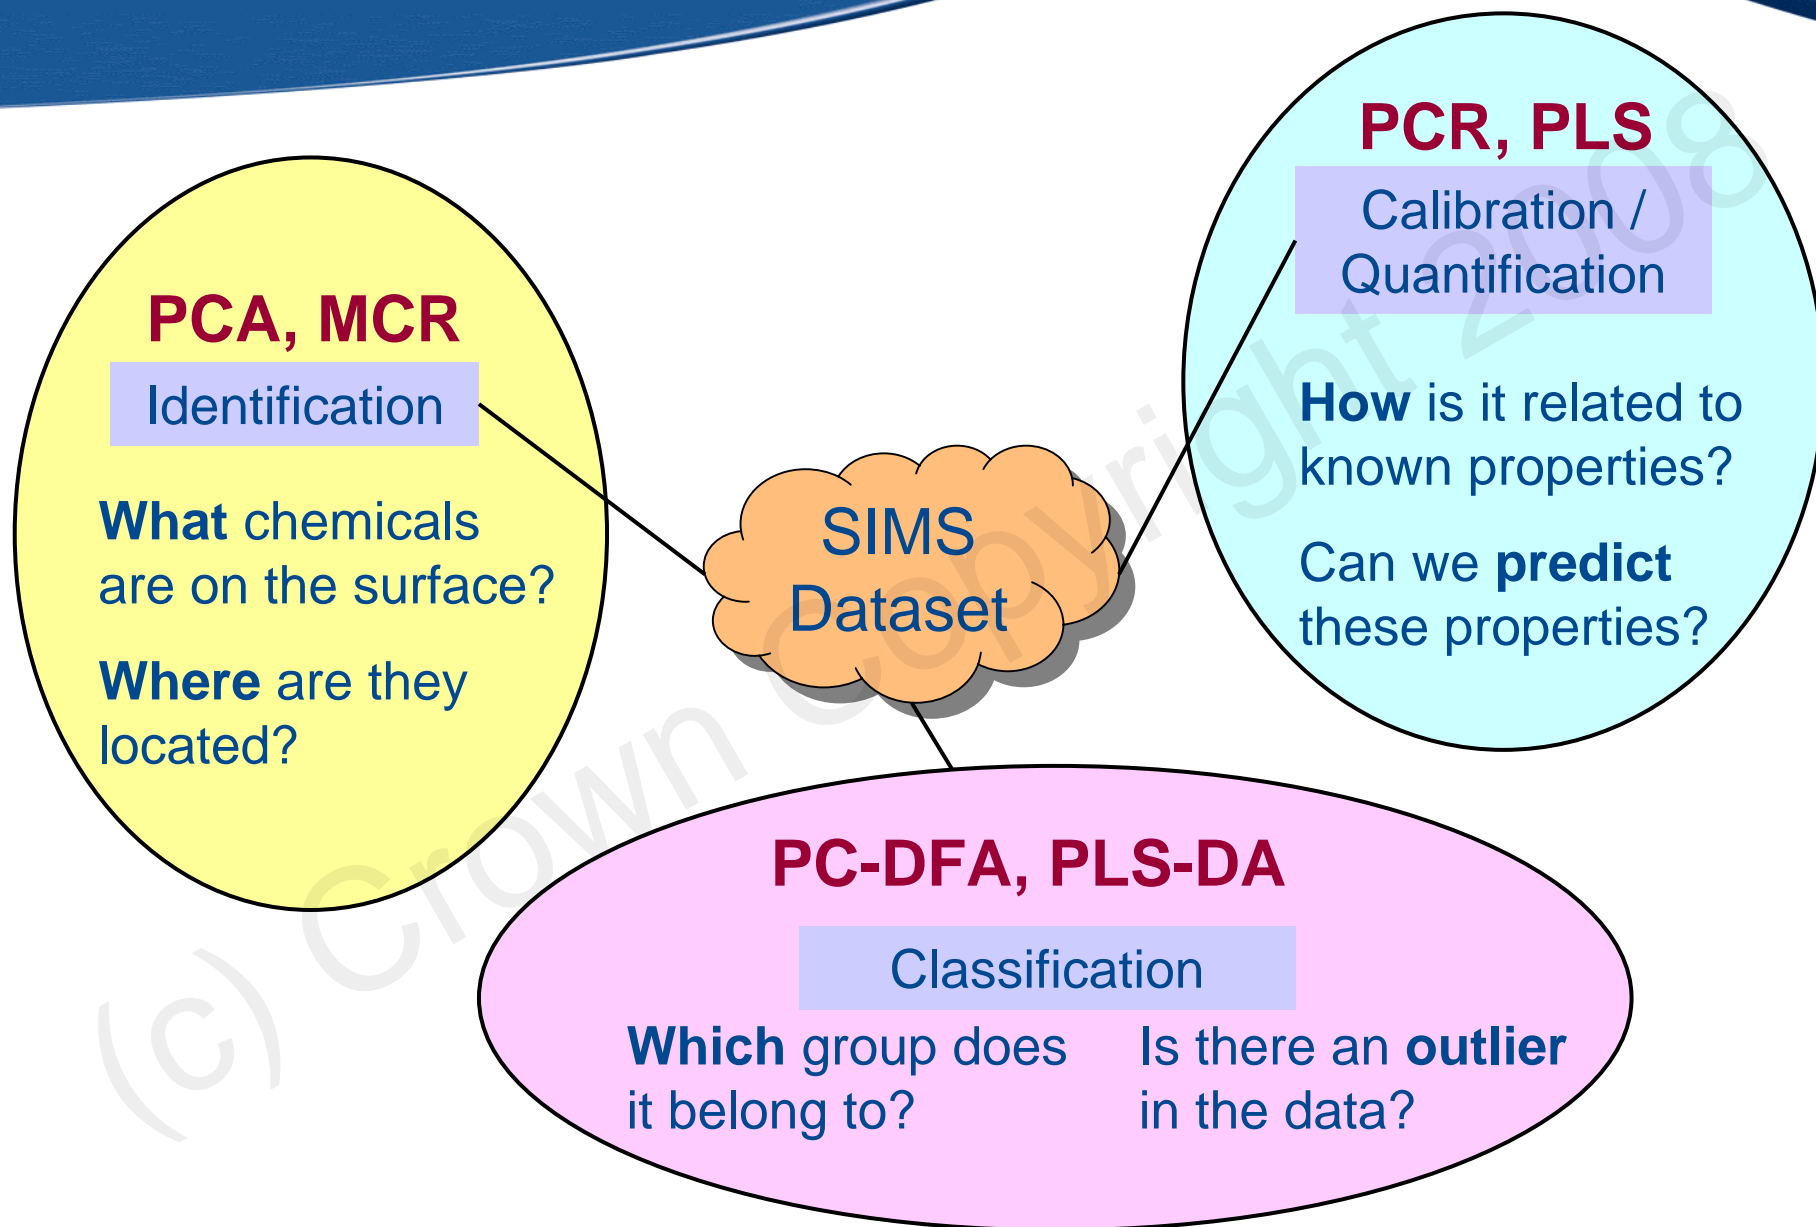 PCA, MCR
Identification
What chemicals
are on the surface?
Where are they
located?
SIMS
Dataset
PCR, PLS
Calibration /
Quantification
How is it related to
known properties?
Can we predict
these properties?
PC-DFA, PLS-DA
Classification
Which group does
it belong to?
Is there an outlier
in the data?
(c) Crown Copyright 2008